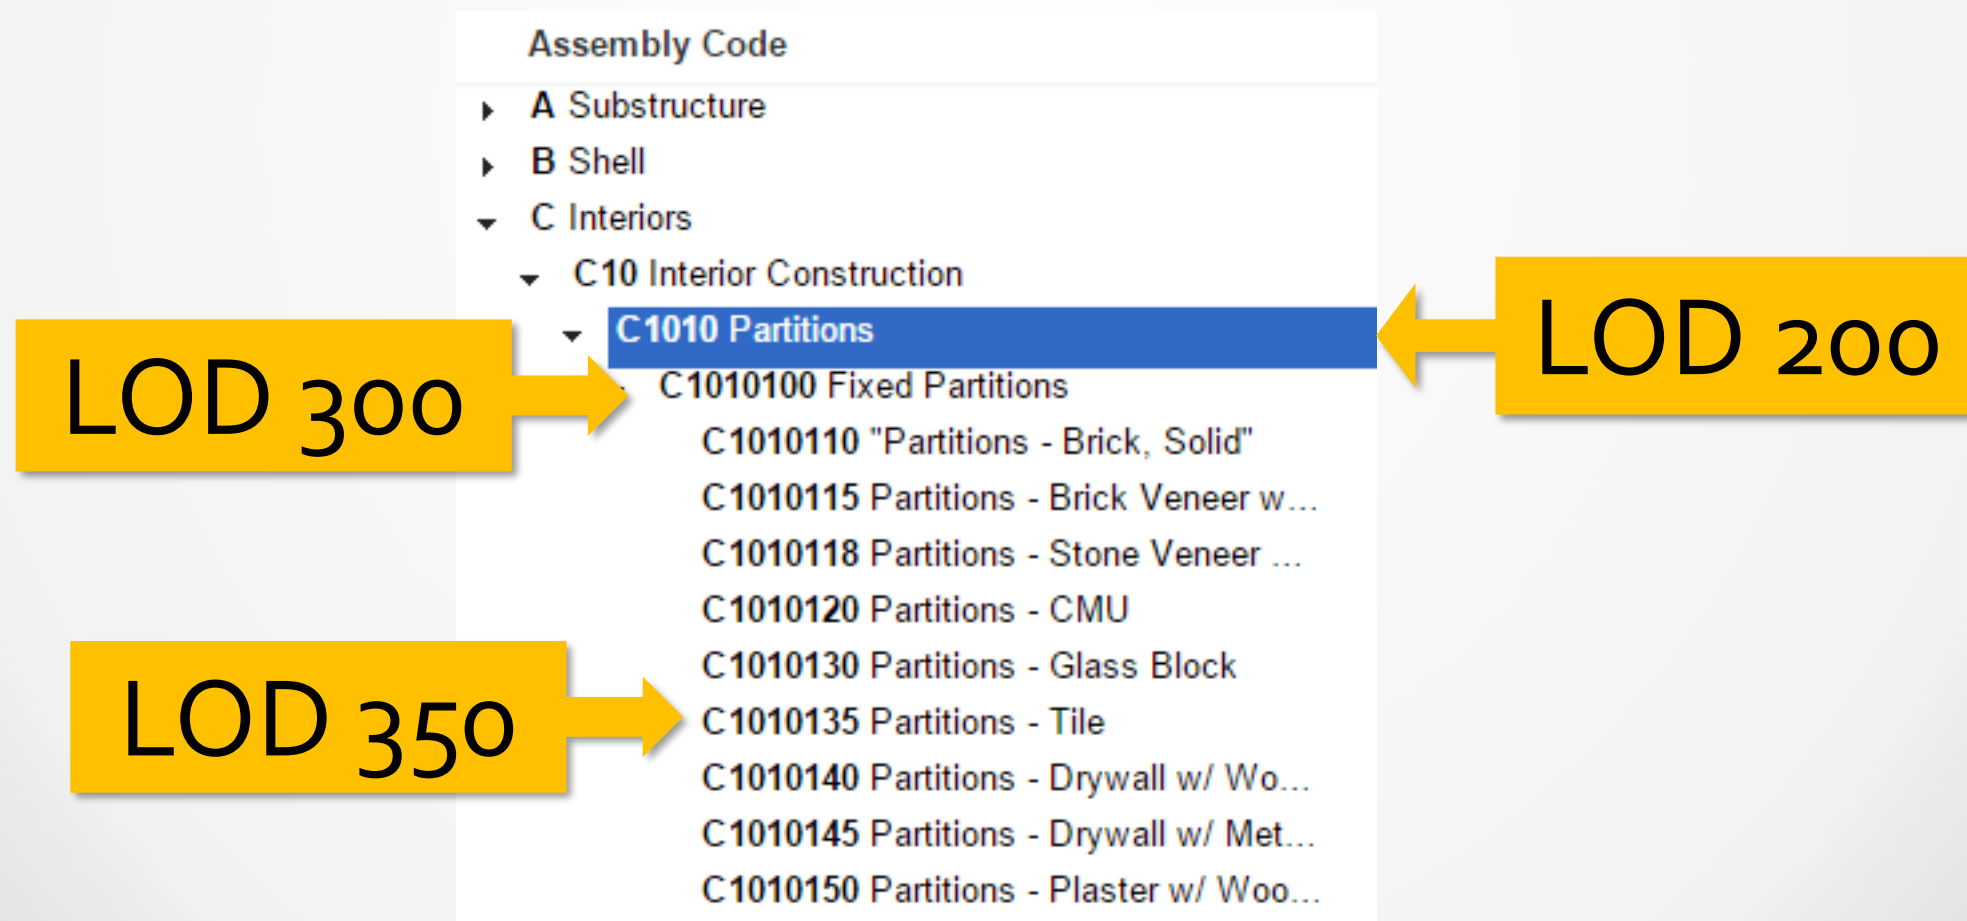 Assembly Code
A Substructure
B Shell
C Interiors
C10 Interior Construction
C1010 Partitions
LOD 200
LOD 300
C1010100 Fixed Partitions
C1010110 "Partitions - Brick, Solid"
C1010115 Partitions - Brick Veneer w...
C1010118 Partitions - Stone Veneer ...
C1010120 Partitions - CMU
C1010130 Partitions - Glass Block
LOD 350
C1010135 Partitions - Tile
C1010140 Partitions - Drywall w/ Wo...
C1010145 Partitions - Drywall w/ Met...
C1010150 Partitions - Plaster w/ Woo...